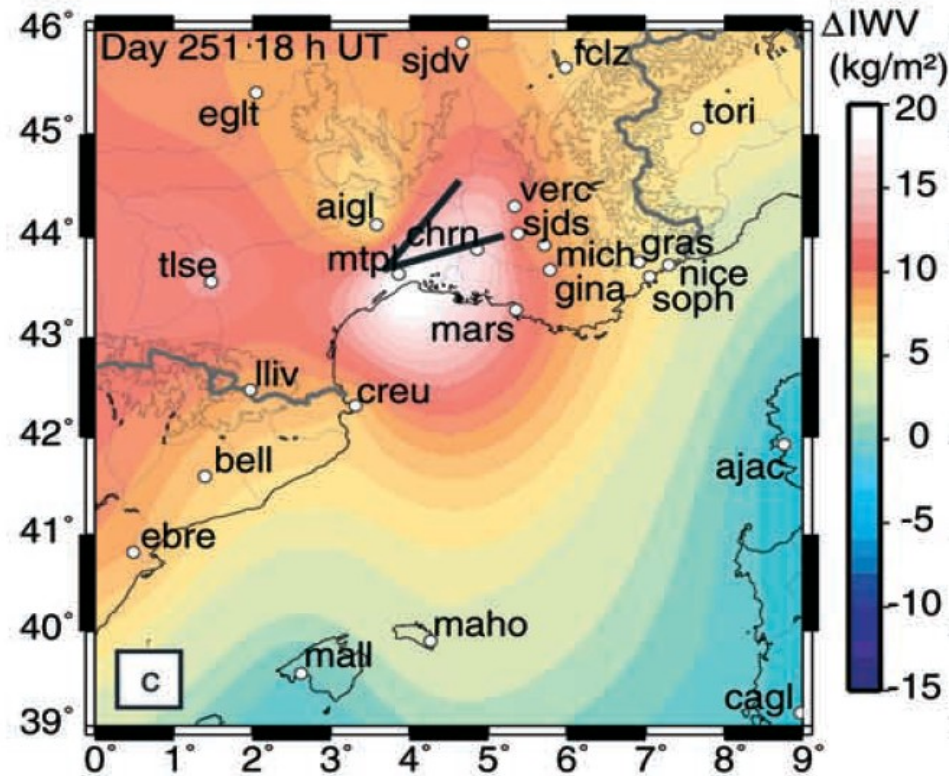 46° ΔIWV
Day 251 18 h UT (kg/m²)
sjdv fclz
20
eglt tori
45°
15
verc
aigl sjds
44° chrn gras
mtpl mich
10
tlse nice
gina soph
43° mars
5
lliv creu
42° 0
bell ajac
-5
41° ebre
-10
40° maho
mall
c cagl -15
39°
0 1° 2° 3° 4° 5° 6° 7° 8° 9°